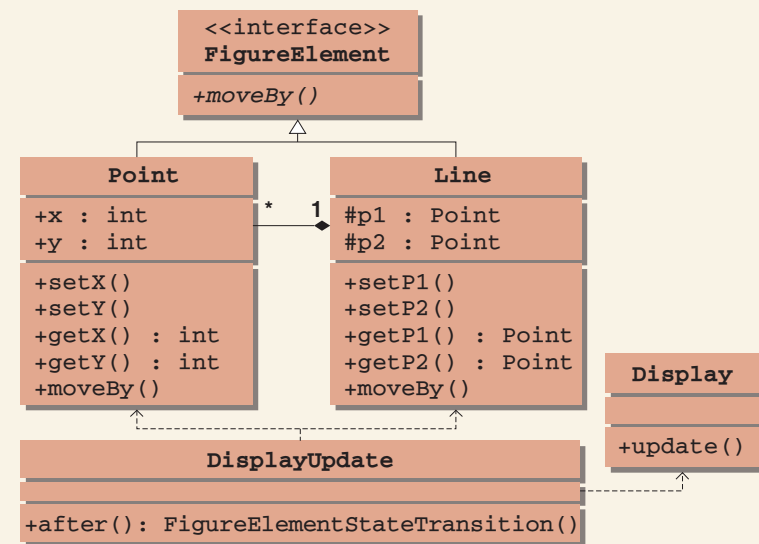 <<interface>>
FigureElement
+moveBy()
Point
+x : int
+y : int
+setX()
+setY()
+getX() : int
+getY() : int
+moveBy()
* 1
Line
#p1 : Point
#p2 : Point
+setP1()
+setP2()
+getP1() : Point
+getP2() : Point
+moveBy()
Display
+update()
DisplayUpdate
+after(): FigureElementStateTransition()